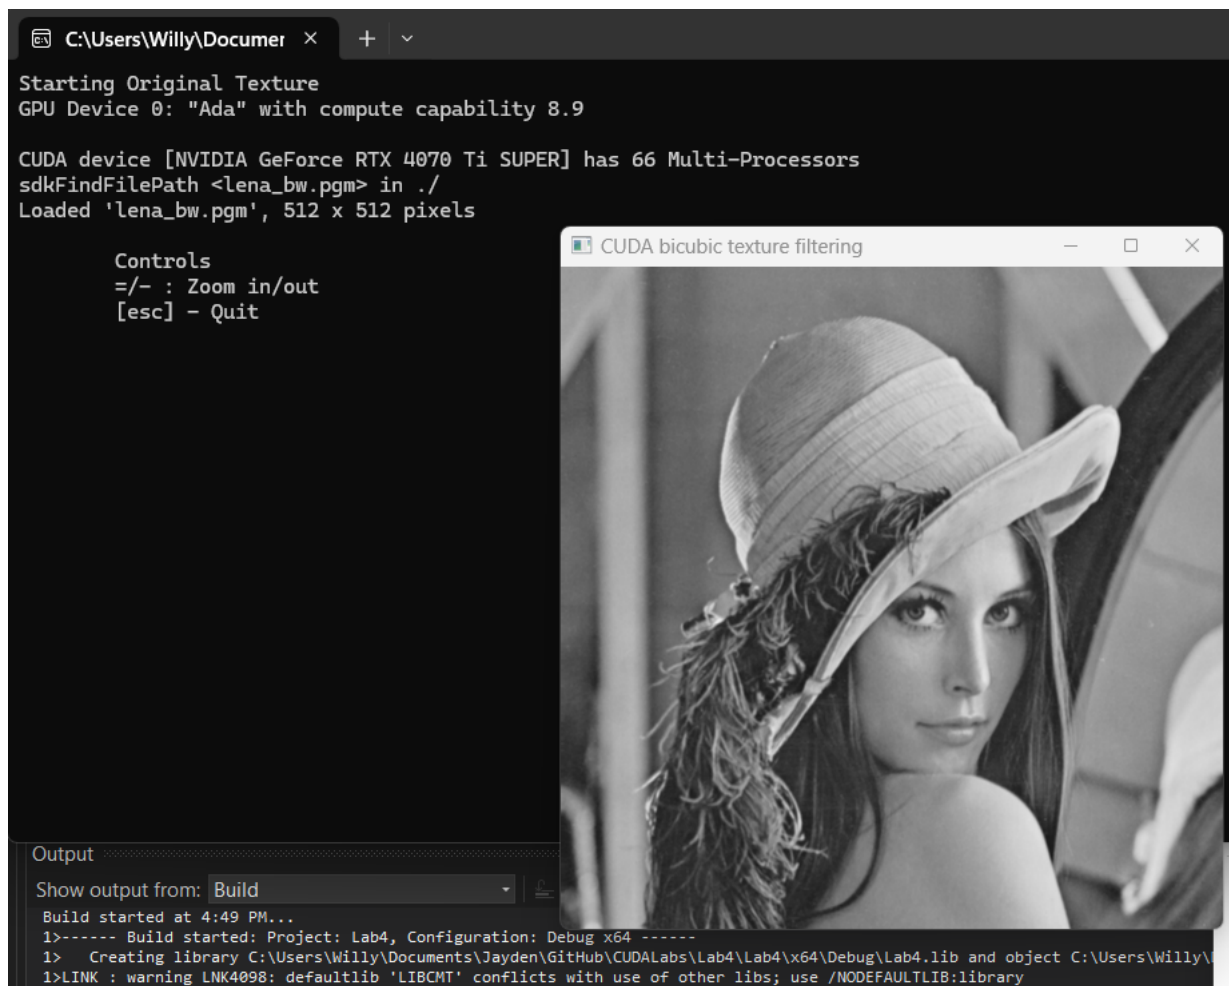 C:\Users\Willy\Documer
Starting Original Texture
GPU Device 0: "Ada" with compute capability 8.9
CUDA device [NVIDIA GeForce RTX 4070 Ti SUPER] has 66 Multi-Processors
sdkFindFilePath <lena_bw.pgm> in ./
Loaded 'lena_bw.pgm', 512 x 512 pixels
Controls
=/- : Zoom in/out
[esc] - Quit
CUDA bicubic texture filtering
Output
Show output from: Build
Build started at 4:49 PM...
1>------ Build started: Project: Lab4, Configuration: Debug x64 ------
1>   Creating library C:\Users\Willy\Documents\Jayden\GitHub\CUDALabs\Lab4\Lab4\x64\Debug\Lab4.lib and object C:\Users\Willy\
1>LINK : warning LNK4098: defaultlib 'LIBCMT' conflicts with use of other libs; use /NODEFAULTLIB:library